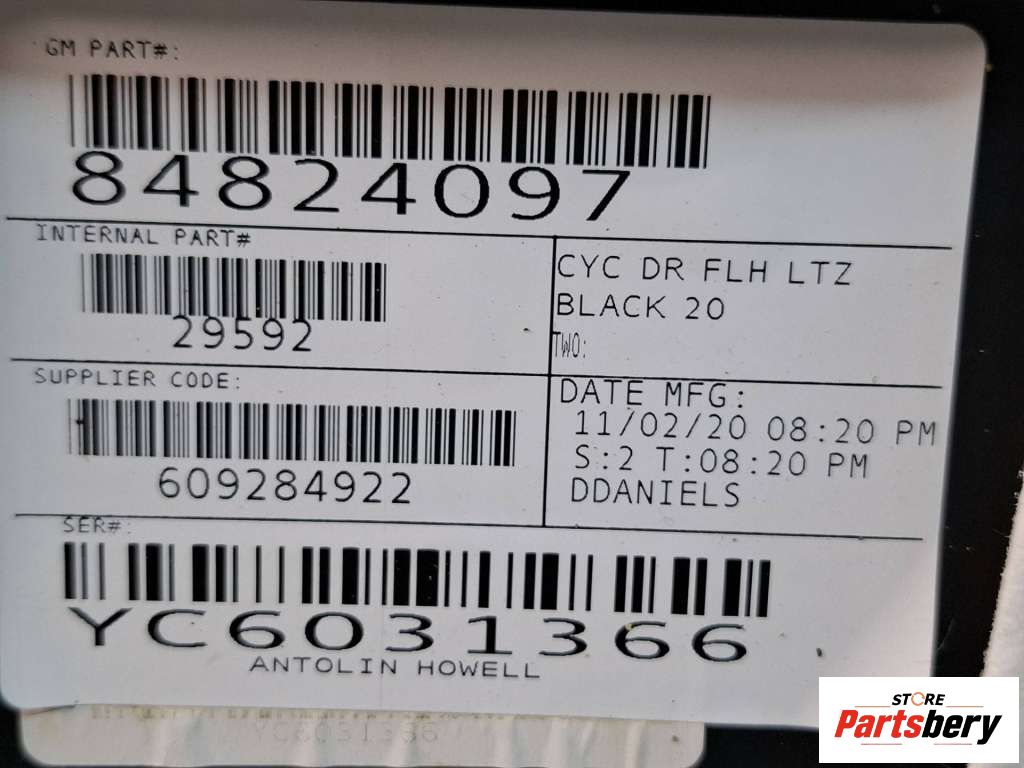 GM PART#:
84824097
INTERNAL PART#
29592
CYC DR FLH LTZ
BLACK 20
TWO:
SUPPLIER CODE:
609284922
DATE MFG:
11/02/20 08:20 PM
S:2 T:08:20 PM
DDANIELS
SER#:
YC6031366
ANTOLIN HOWELL
YC6031366
STORE
Partsbery